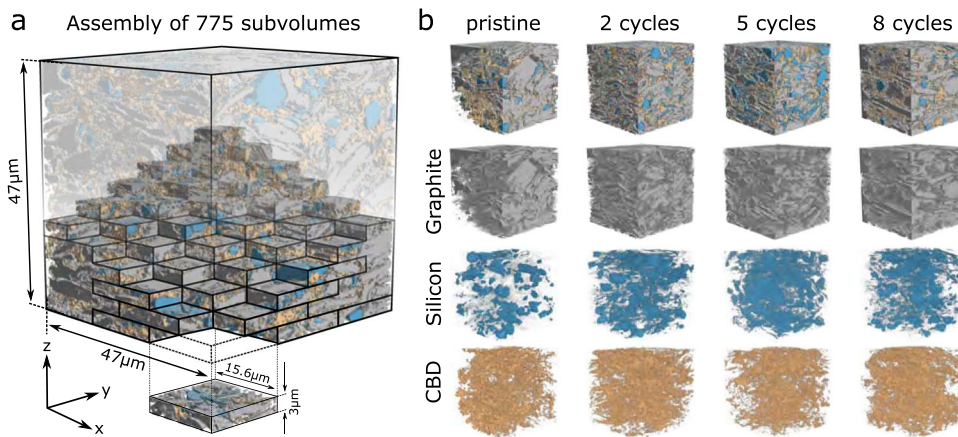 a
Assembly of 775 subvolumes
47μm
47μm
15.6μm
3μm
z
y
x
b
pristine
2 cycles
5 cycles
8 cycles
Graphite
Silicon
CBD